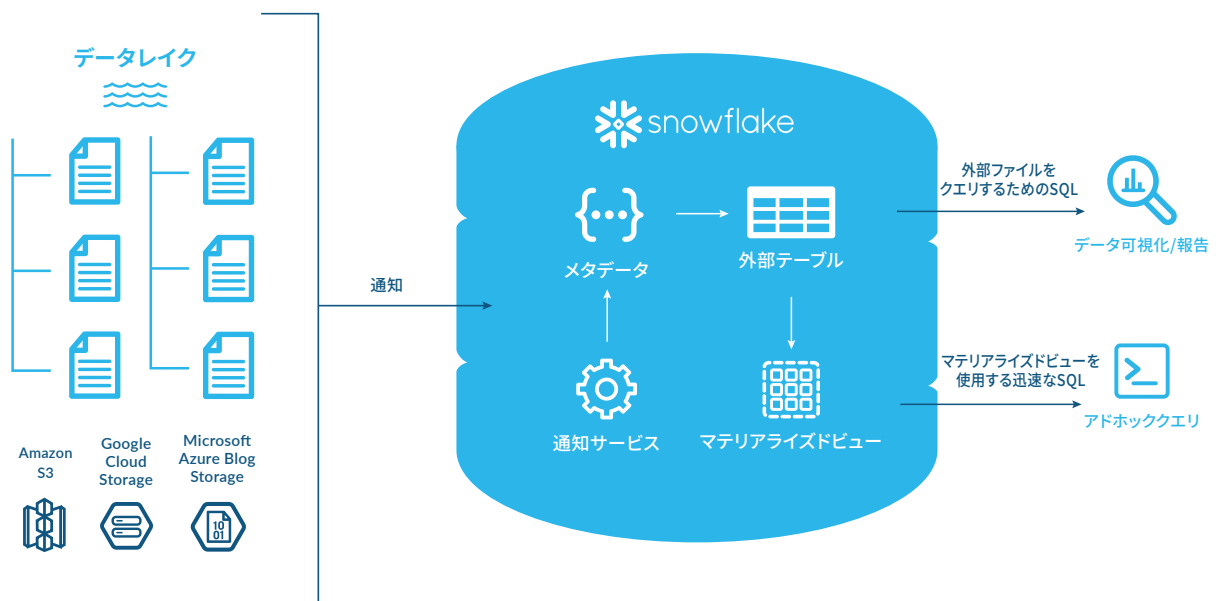 データレイク
Amazon
S3
Google
Cloud
Storage
Microsoft
Azure Blog
Storage
10
01
通知
snowflake
メタデータ
外部テーブル
通知サービス
マテリアライズドビュー
外部ファイルを
クエリするためのSQL
データ可視化/報告
マテリアライズドビューを
使用する迅速なSQL
アドホッククエリ